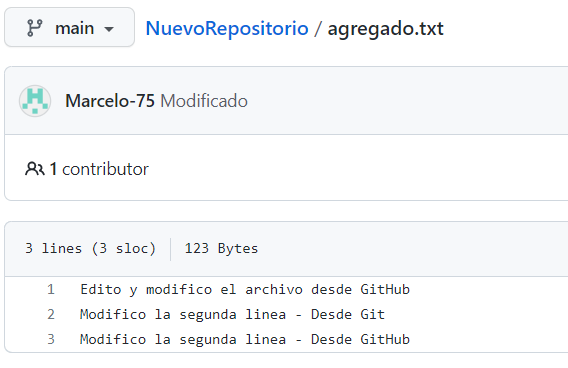 main NuevoRepositorio / agregado.txt
Marcelo-75 Modificado
1 contributor
3 lines (3 sloc) 123 Bytes
1 Edito y modifico el archivo desde GitHub
2 Modifico la segunda linea - Desde Git
3 Modifico la segunda linea - Desde GitHub